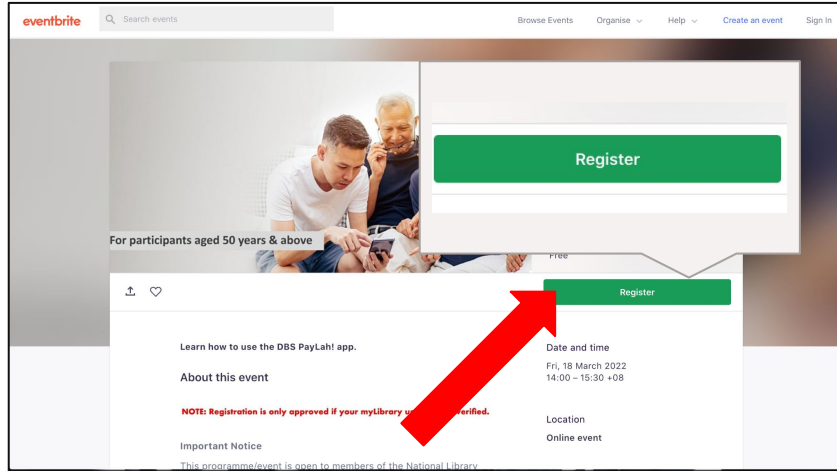 eventbrite
Search events
Browse Events
Organise
Help
Create an event
Sign In
Register
For participants aged 50 years & above
Free
Register
Learn how to use the DBS PayLah! app.
About this event
NOTE: Registration is only approved if your myLibrary verified.
Important Notice
This programme/event is open to members of the National Library
Date and time
Fri, 18 March 2022
14:00 – 15:30 +08
Location
Online event